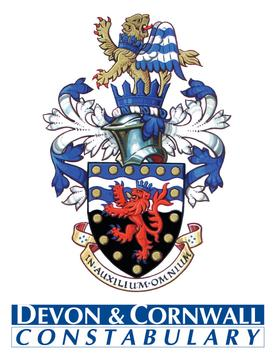 IN·AUXILIUM·OMNIUM
DEVON & CORNWALL
CONSTABULARY